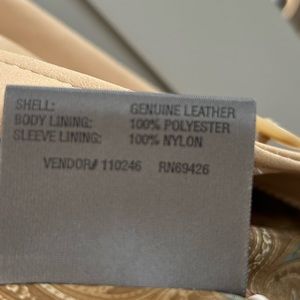 SHELL: GENUINE LEATHER
BODY LINING: 100% POLYESTER
SLEEVE LINING: 100% NYLON
VENDOR# 110246 RN69426